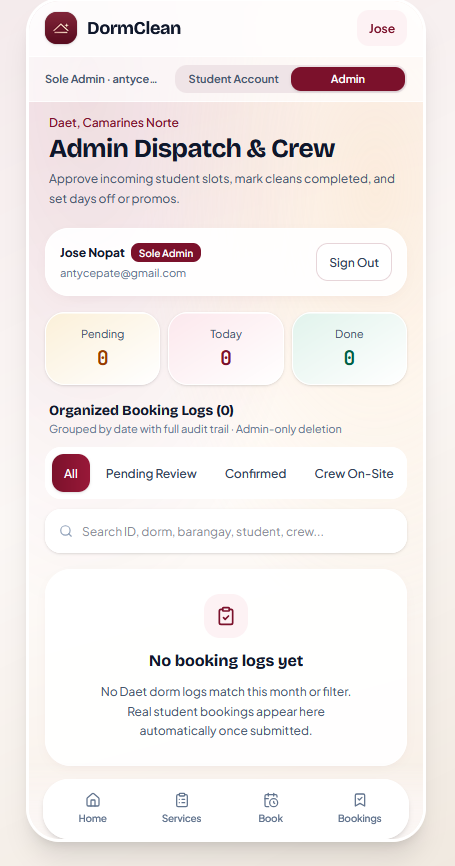 DormClean
Jose
Sole Admin · antyce...
Student Account
Admin
Daet, Camarines Norte
Admin Dispatch & Crew
Approve incoming student slots, mark cleans completed, and
set days off or promos.
Jose Nopat
Sole Admin
antycepate@gmail.com
Sign Out
Pending
0
Today
0
Done
0
Organized Booking Logs (0)
Grouped by date with full audit trail · Admin-only deletion
All
Pending Review
Confirmed
Crew On-Site
Search ID, dorm, barangay, student, crew...
No booking logs yet
No Daet dorm logs match this month or filter.
Real student bookings appear here
automatically once submitted.
Home
Services
Book
Bookings